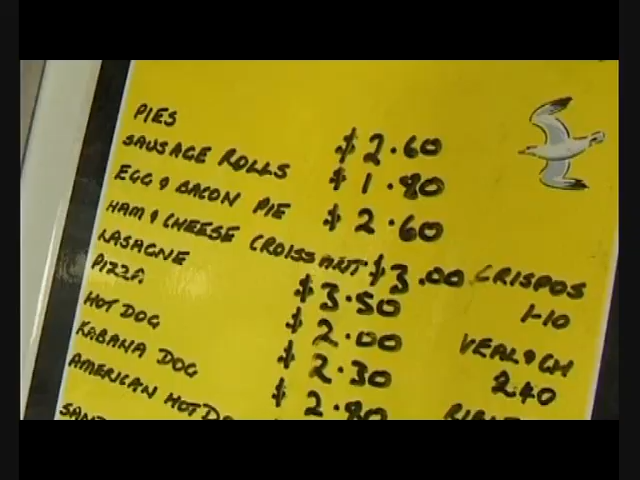 PIES $2.60
SAUSAGE ROLLS $1.80
EGG & BACON PIE $2.60
HAM & CHEESE CROISSANT $3.00 CRISPOS
LASAGNE $3.50 1-10
PIZZA $2.00 VEAL & CH
HOT DOG $2.30 2.40
KABANA DOG $2.80
AMERICAN HOT DO